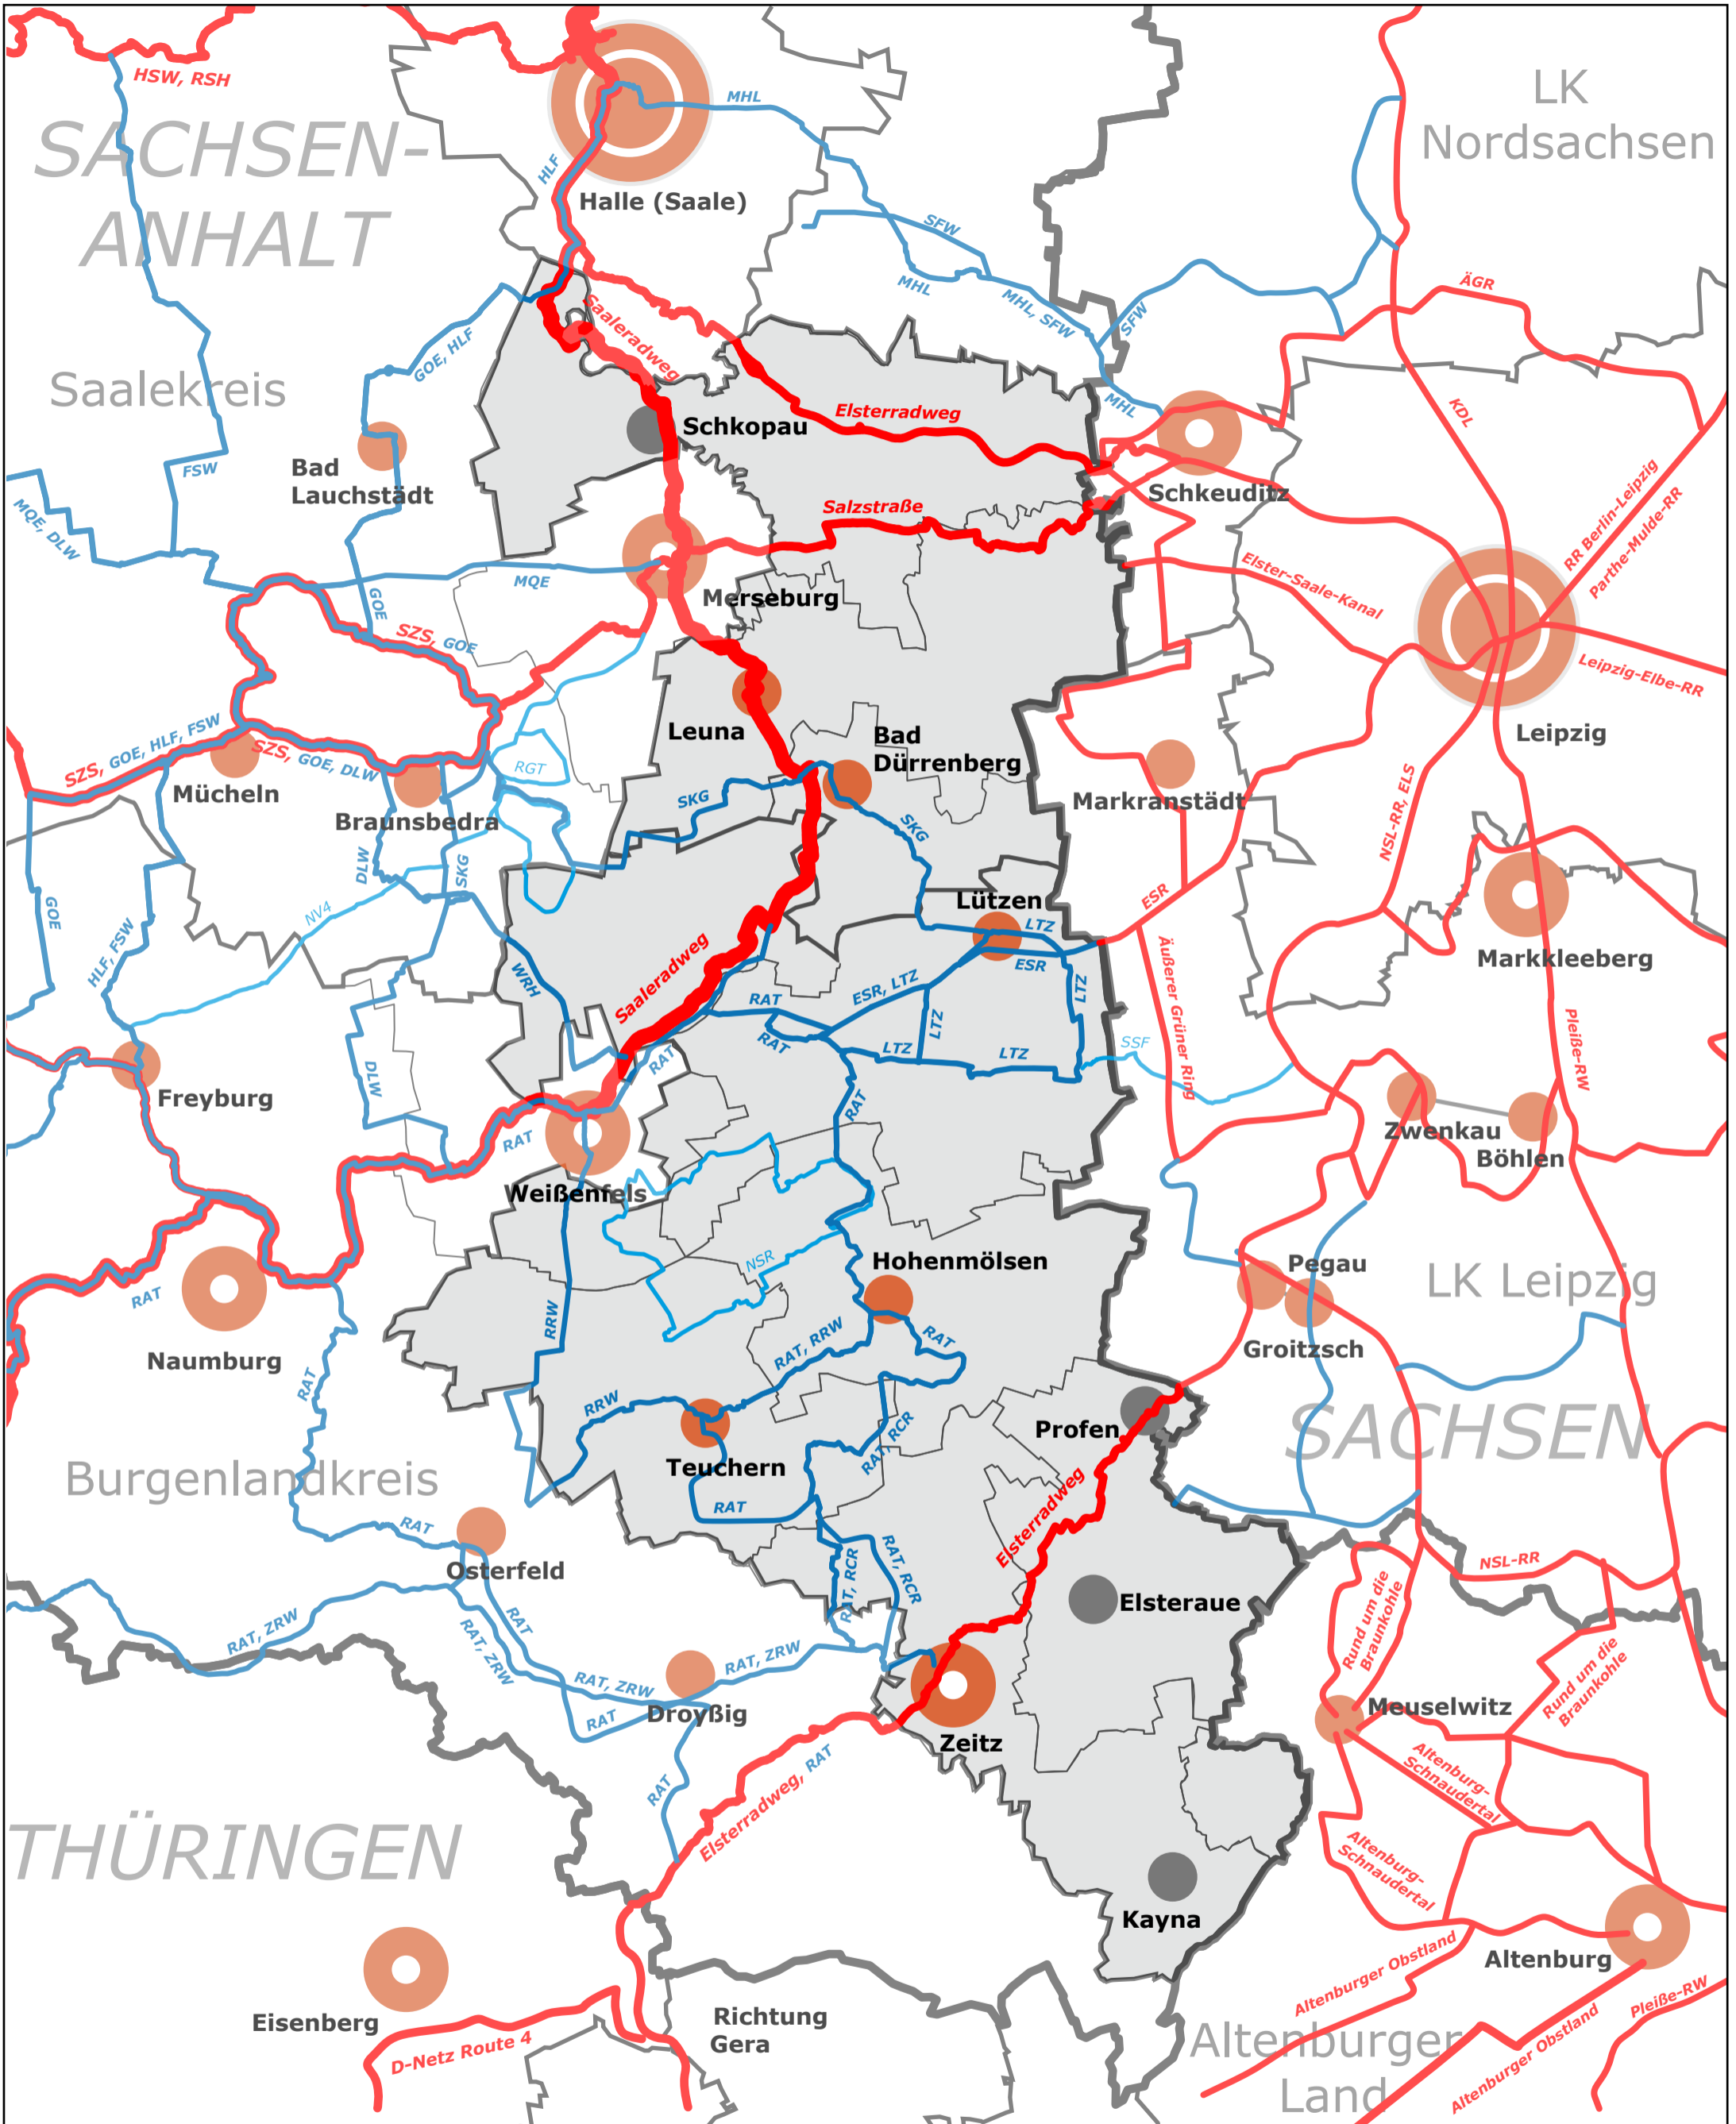 HSW, RSH
SACHSEN-
ANHALT
MHL
LK
Nordsachsen
HLF
Halle (Saale)
SFW
MHL
MHL, SFW
SFW
ÄGR
Saaleradweg
GOE, HLF
Saalekreis
MHL
KDL
Elsterradweg
Schkopau
Bad
Lauchstädt
FSW
MQE, DLW
Schkeuditz
Salzstraße
RR Berlin-Leipzig
Parthe-Mulde-RR
Elster-Saale-Kanal
MQE
GOE
Merseburg
SZS, GOE
Leipzig-Elbe-RR
Leuna
Bad
Dürrenberg
Leipzig
SZS, GOE, HLF, FSW
SZS, GOE, DLW
RGT
Mücheln
Braunsbedra
SKG
SKG
Markranstädt
NSL-RR, ELS
DLW
SKG
GOE
NV4
HLF, FSW
Lützen
LTZ
ESR
ESR
Markkleeberg
WRH
Saaleradweg
RAT
ESR, LTZ
LTZ
LTZ
Äußerer Grüner Ring
Pleiße-RW
RAT
RAT
LTZ
LTZ
SSF
DLW
Freyburg
RAT
RAT
Zwenkau
Böhlen
Weißenfels
NSR
Hohenmölsen
Pegau
LK Leipzig
RAT
RRW
RAT, RRW
RAT
Groitzsch
Naumburg
RAT
RRW
Profen
SACHSEN
RAT, RCR
Teuchern
Burgenlandkreis
RAT
Elsterradweg
RAT
Osterfeld
RAT, RCR
RAT, RCR
NSL-RR
Elsteraue
Rund um die
Braunkohle
RAT, ZRW
RAT
RAT, ZRW
RAT, ZRW
RAT, ZRW
Rund um die
Braunkohle
Droyßig
RAT
Meuselwitz
Zeitz
RAT
Elsterradweg, RAT
Altenburg-
Schnaudertal
THÜRINGEN
Altenburg-
Schnaudertal
Kayna
Altenburg
Altenburger Obstland
Eisenberg
Richtung
Gera
D-Netz Route 4
Pleiße-RW
Altenburger
Land
Altenburger Obstland